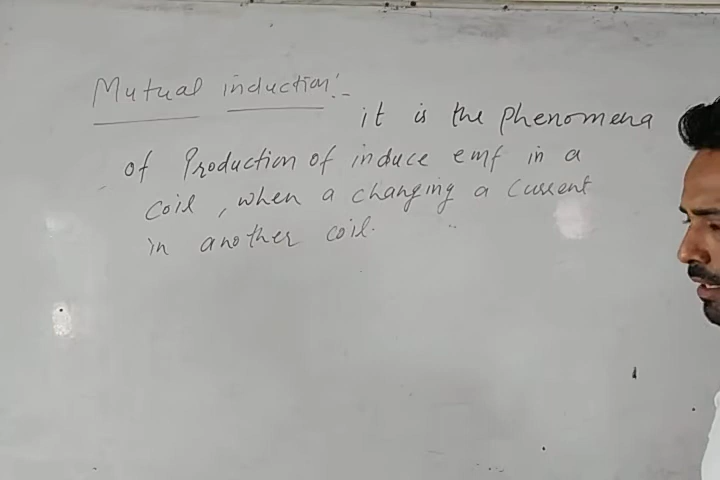 Mutual induction:-
it is the phenomena
of Production of induce emf in a
coil, when a changing a current
in another coil.